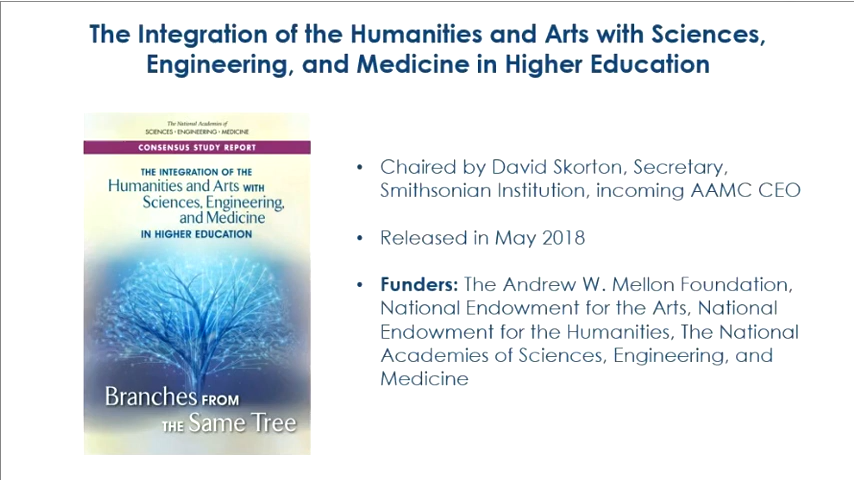 The Integration of the Humanities and Arts with Sciences,
Engineering, and Medicine in Higher Education
The National Academies of
SCIENCES • ENGINEERING • MEDICINE
CONSENSUS STUDY REPORT
THE INTEGRATION OF THE
Humanities and Arts WITH
Sciences, Engineering,
and Medicine
IN HIGHER EDUCATION
Branches FROM
THE Same Tree
• Chaired by David Skorton, Secretary,
Smithsonian Institution, incoming AAMC CEO
• Released in May 2018
• Funders: The Andrew W. Mellon Foundation,
National Endowment for the Arts, National
Endowment for the Humanities, The National
Academies of Sciences, Engineering, and
Medicine